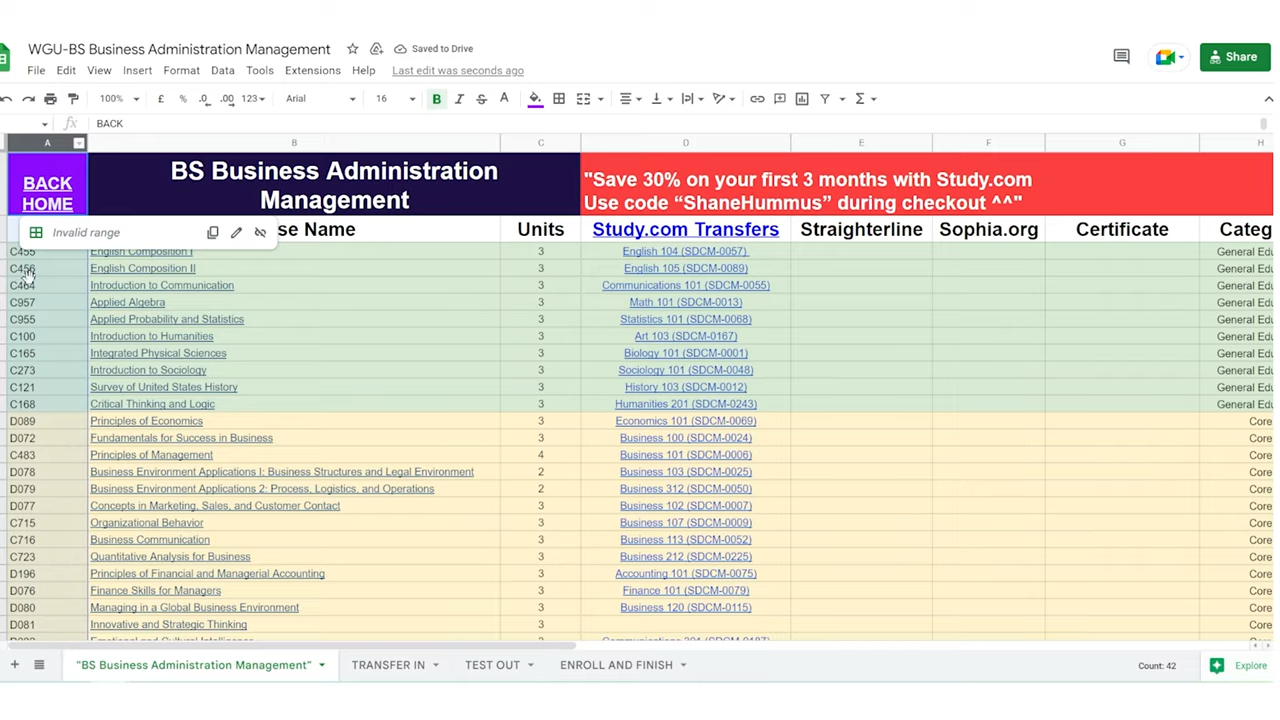 WGU-BS Business Administration Management
Saved to Drive
File Edit View Insert Format Data Tools Extensions Help Last edit was seconds ago
Share
100% £ % .0 .00 123 Arial 16 B I S A
fx BACK
A B C D E F G H
BACK HOME
BS Business Administration Management
"Save 30% on your first 3 months with Study.com
Use code “ShaneHummus” during checkout ^^"
Invalid range
se Name Units Study.com Transfers Straighterline Sophia.org Certificate Categ
C455 English Composition I 3 English 104 (SDCM-0057) General Edu
C456 English Composition II 3 English 105 (SDCM-0089) General Edu
C464 Introduction to Communication 3 Communications 101 (SDCM-0055) General Edu
C957 Applied Algebra 3 Math 101 (SDCM-0013) General Edu
C955 Applied Probability and Statistics 3 Statistics 101 (SDCM-0068) General Edu
C100 Introduction to Humanities 3 Art 103 (SDCM-0167) General Edu
C165 Integrated Physical Sciences 3 Biology 101 (SDCM-0001) General Edu
C273 Introduction to Sociology 3 Sociology 101 (SDCM-0048) General Edu
C121 Survey of United States History 3 History 103 (SDCM-0012) General Edu
C168 Critical Thinking and Logic 3 Humanities 201 (SDCM-0243) General Edu
D089 Principles of Economics 3 Economics 101 (SDCM-0069) Core
D072 Fundamentals for Success in Business 3 Business 100 (SDCM-0024) Core
C483 Principles of Management 4 Business 101 (SDCM-0006) Core
D078 Business Environment Applications I: Business Structures and Legal Environment 2 Business 103 (SDCM-0025) Core
D079 Business Environment Applications 2: Process, Logistics, and Operations 2 Business 312 (SDCM-0050) Core
D077 Concepts in Marketing, Sales, and Customer Contact 3 Business 102 (SDCM-0007) Core
C715 Organizational Behavior 3 Business 107 (SDCM-0009) Core
C716 Business Communication 3 Business 113 (SDCM-0052) Core
C723 Quantitative Analysis for Business 3 Business 212 (SDCM-0225) Core
D196 Principles of Financial and Managerial Accounting 3 Accounting 101 (SDCM-0075) Core
D076 Finance Skills for Managers 3 Finance 101 (SDCM-0079) Core
D080 Managing in a Global Business Environment 3 Business 120 (SDCM-0115) Core
D081 Innovative and Strategic Thinking 3 Core
Emotional and Cultural Intelligence 3 Communications 301 (SDCM-0187) Core
"BS Business Administration Management" TRANSFER IN TEST OUT ENROLL AND FINISH Count: 42 Explore